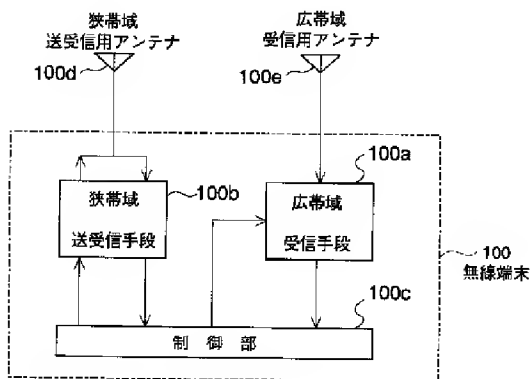 狭帯域
送受信用アンテナ
100d
広帯域
受信用アンテナ
100e
100a
狭帯域
送受信手段
100b
広帯域
受信手段
100
無線端末
100c
制御部